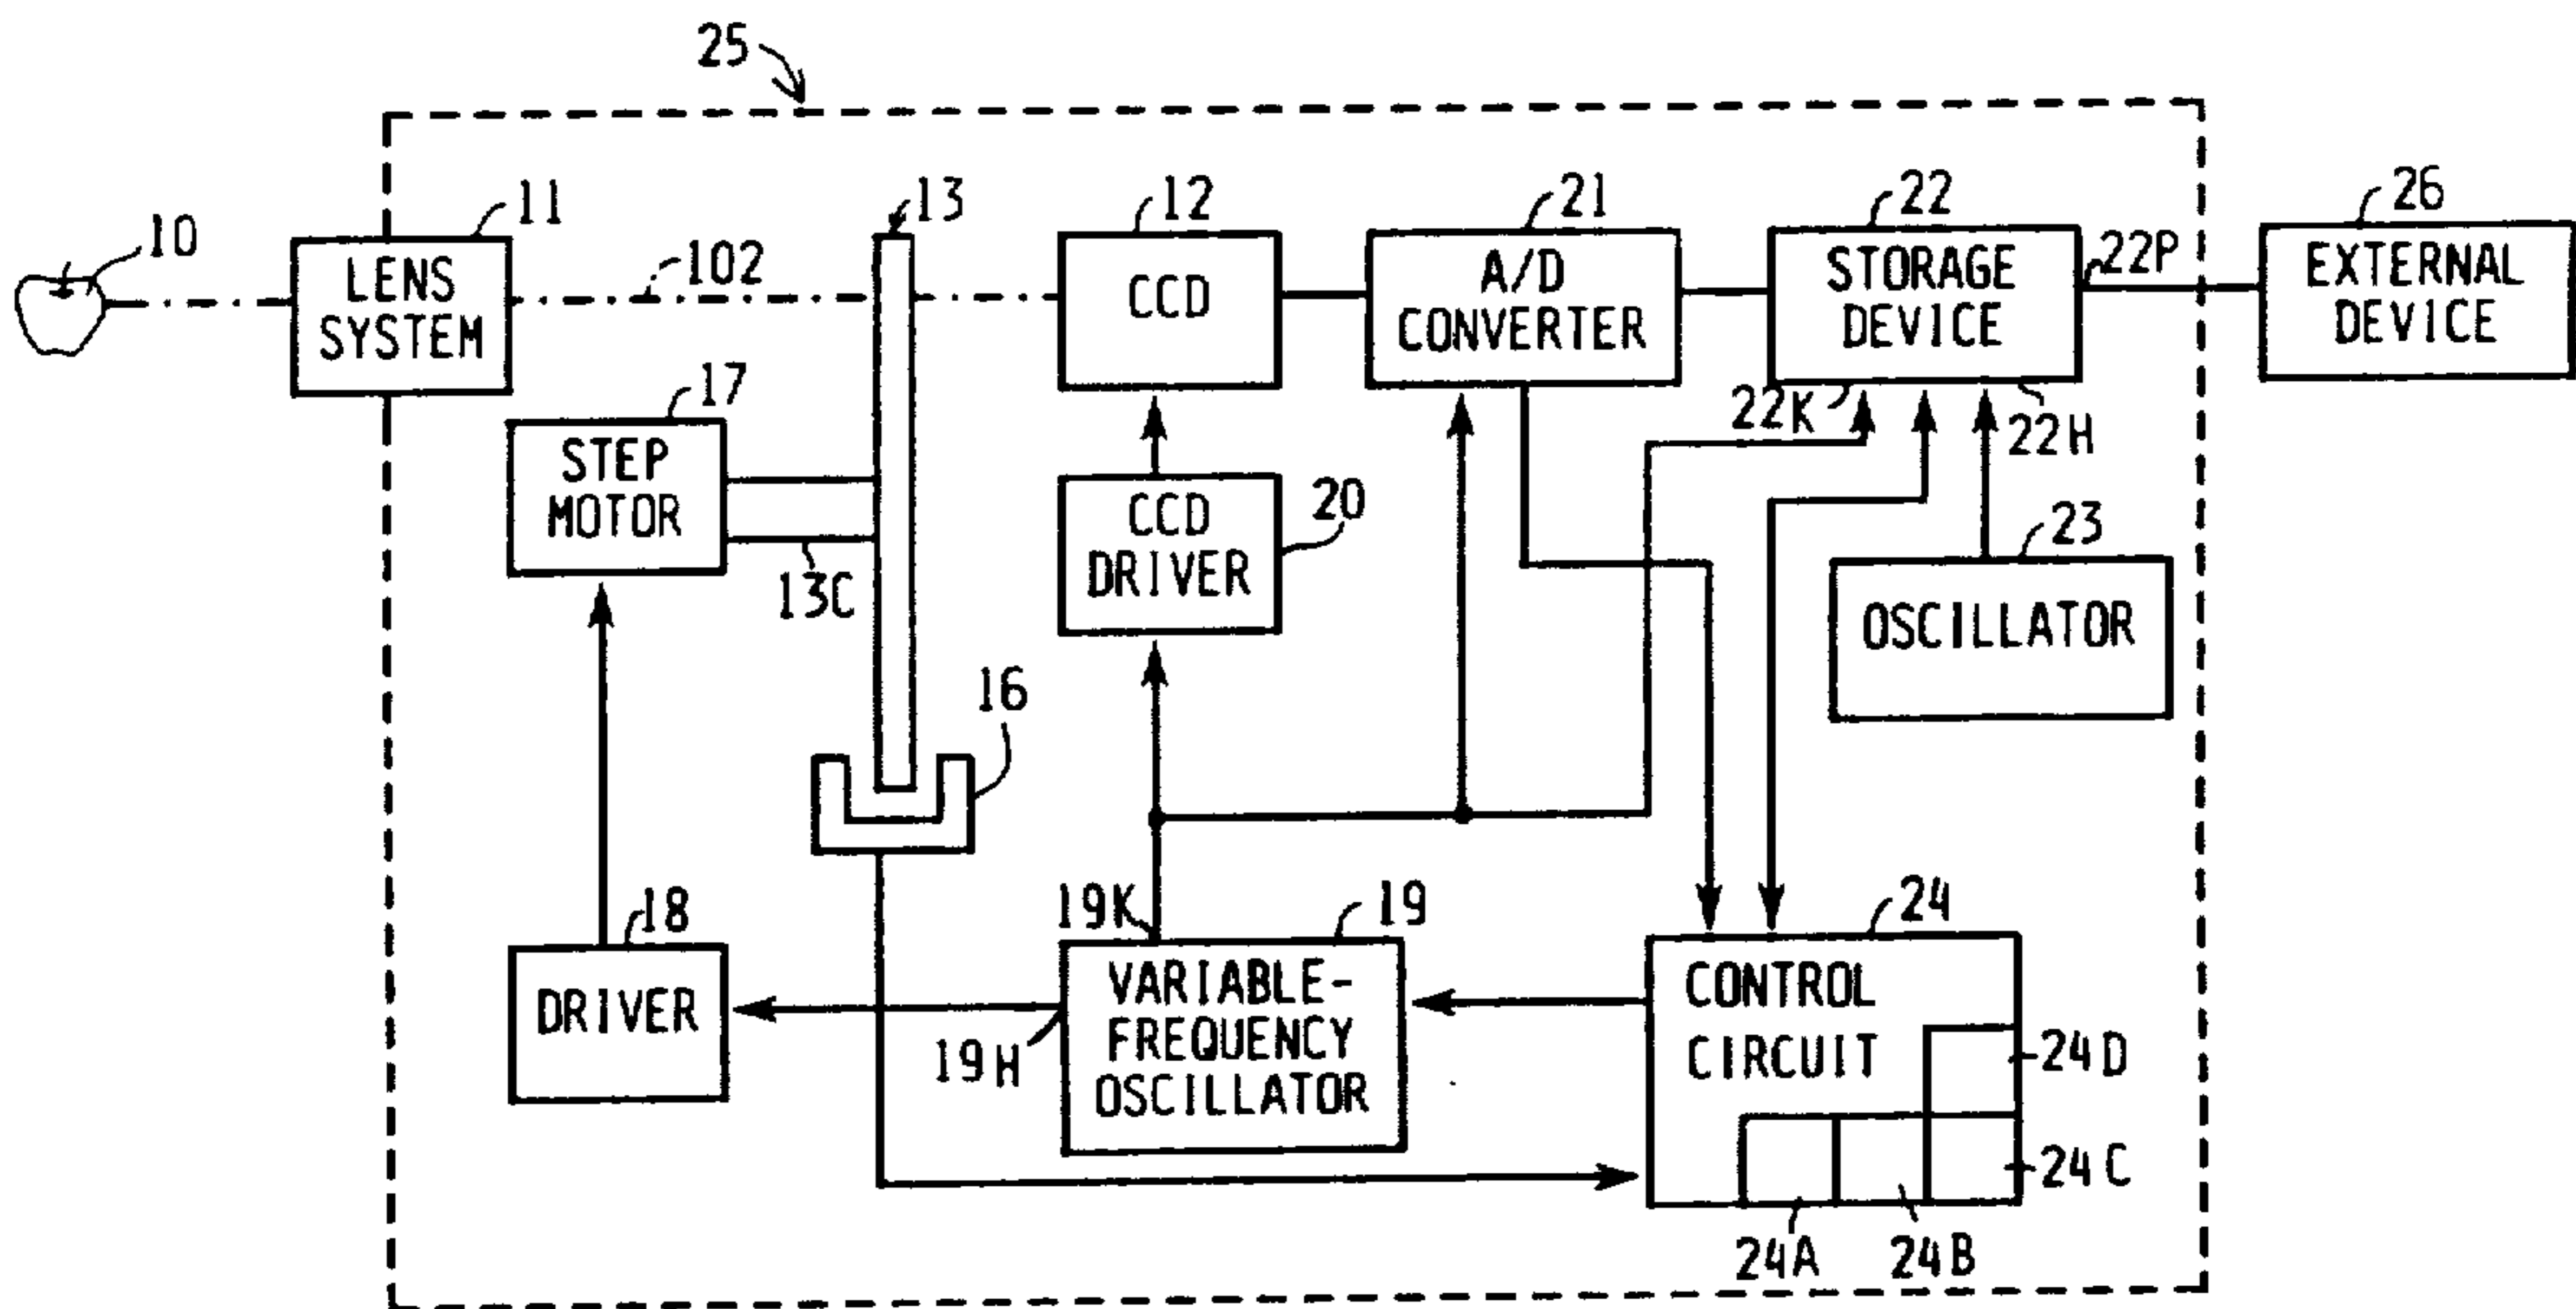 25
10
11
LENS
SYSTEM
102
13
12
CCD
21
A/D
CONVERTER
22
STORAGE
DEVICE
22P
26
EXTERNAL
DEVICE
17
STEP
MOTOR
13C
CCD
DRIVER
20
22K
22H
23
OSCILLATOR
16
18
DRIVER
19K
19
VARIABLE-
FREQUENCY
OSCILLATOR
19H
24
CONTROL
CIRCUIT
24D
24C
24A
24B